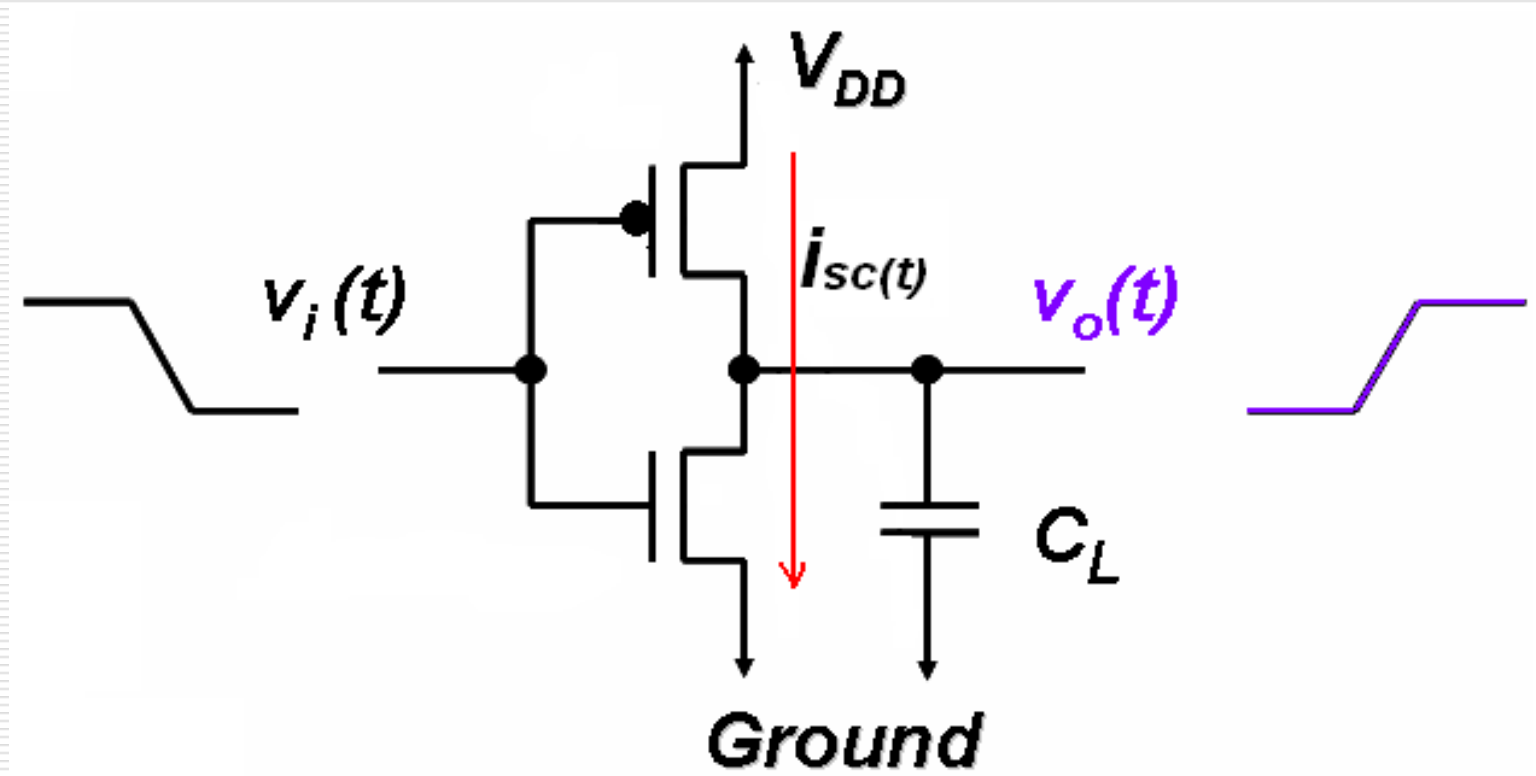 V_DD
i_sc(t)
v_i (t)
v_o(t)
C_L
Ground